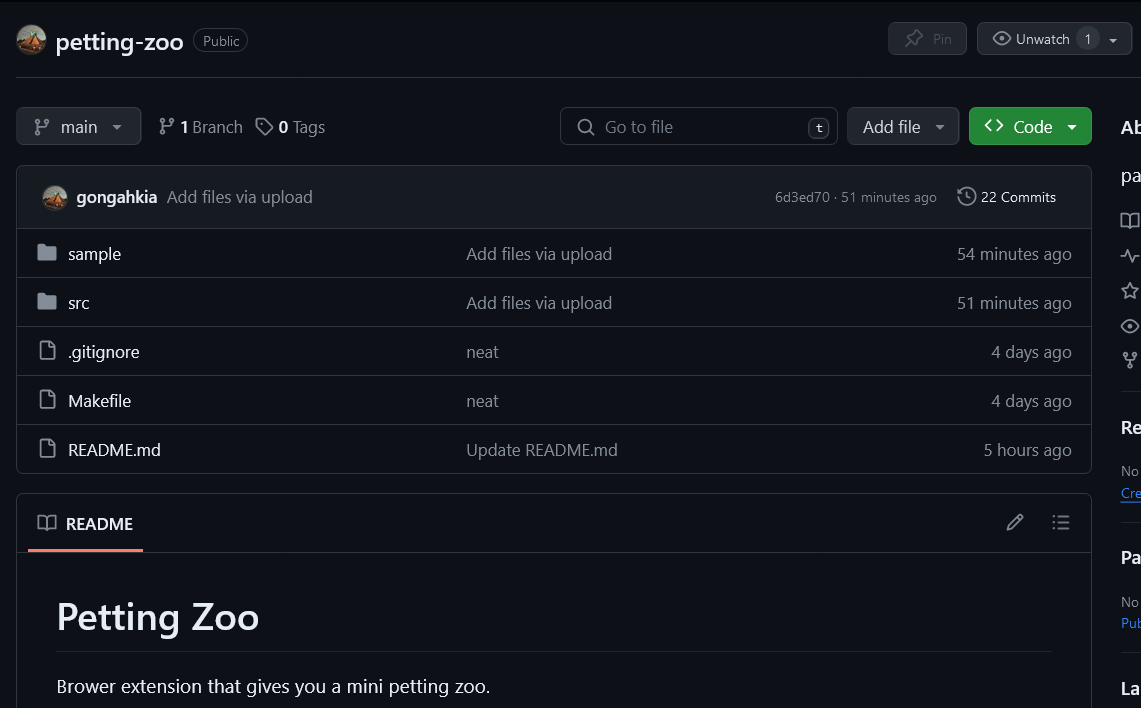 petting-zoo Public Pin Unwatch 1
main 1 Branch 0 Tags Go to file t Add file Code Ab
pa
gongahkia Add files via upload 6d3ed70 · 51 minutes ago 22 Commits
sample Add files via upload 54 minutes ago
src Add files via upload 51 minutes ago
.gitignore neat 4 days ago
Makefile neat 4 days ago
Re
README.md Update README.md 5 hours ago
No
Cre
README
Pa
No
Petting Zoo
Pub
Brower extension that gives you a mini petting zoo.
La